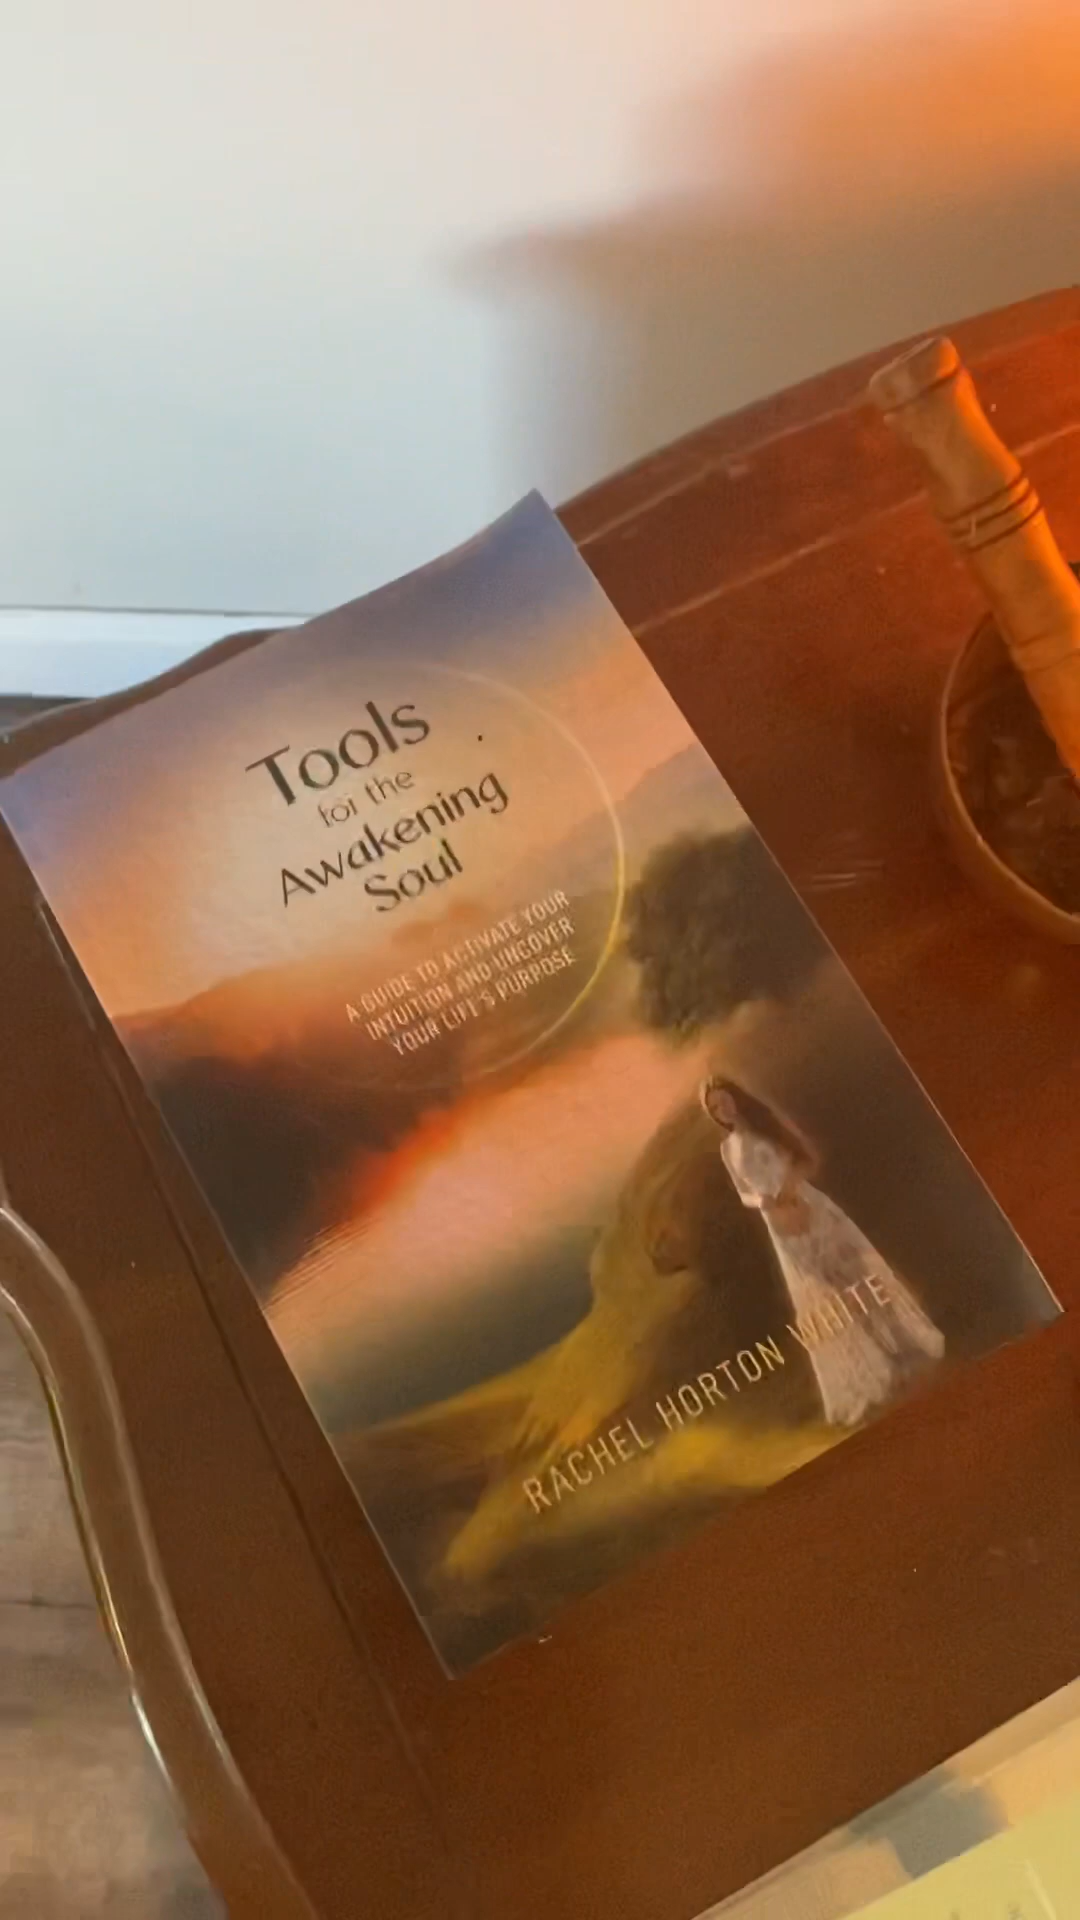 Tools
for the
Awakening
Soul
A GUIDE TO ACTIVATE YOUR
INTUITION AND UNCOVER
YOUR LIFE'S PURPOSE
RACHEL HORTON WHITE